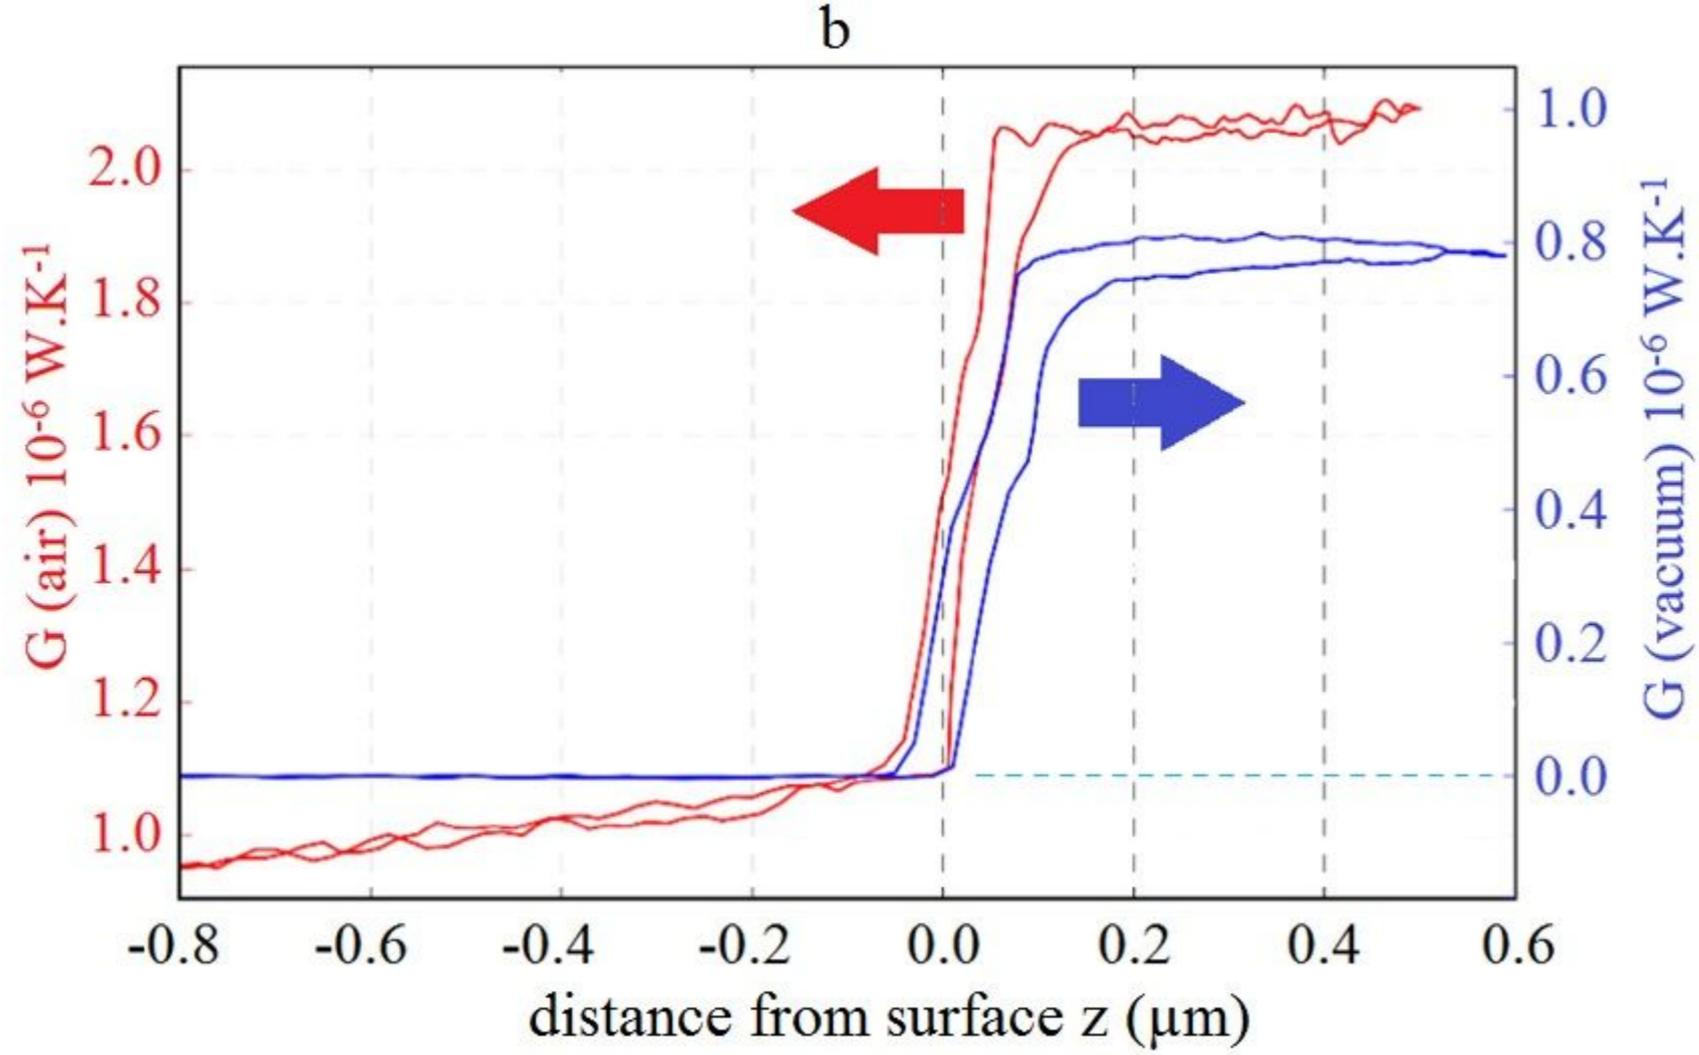 b
G (air) 10⁻⁶ W.K⁻¹
2.0
1.8
1.6
1.4
1.2
1.0
1.0
0.8
0.6
0.4
0.2
0.0
G (vacuum) 10⁻⁶ W.K⁻¹
-0.8 -0.6 -0.4 -0.2 0.0 0.2 0.4 0.6
distance from surface z (µm)